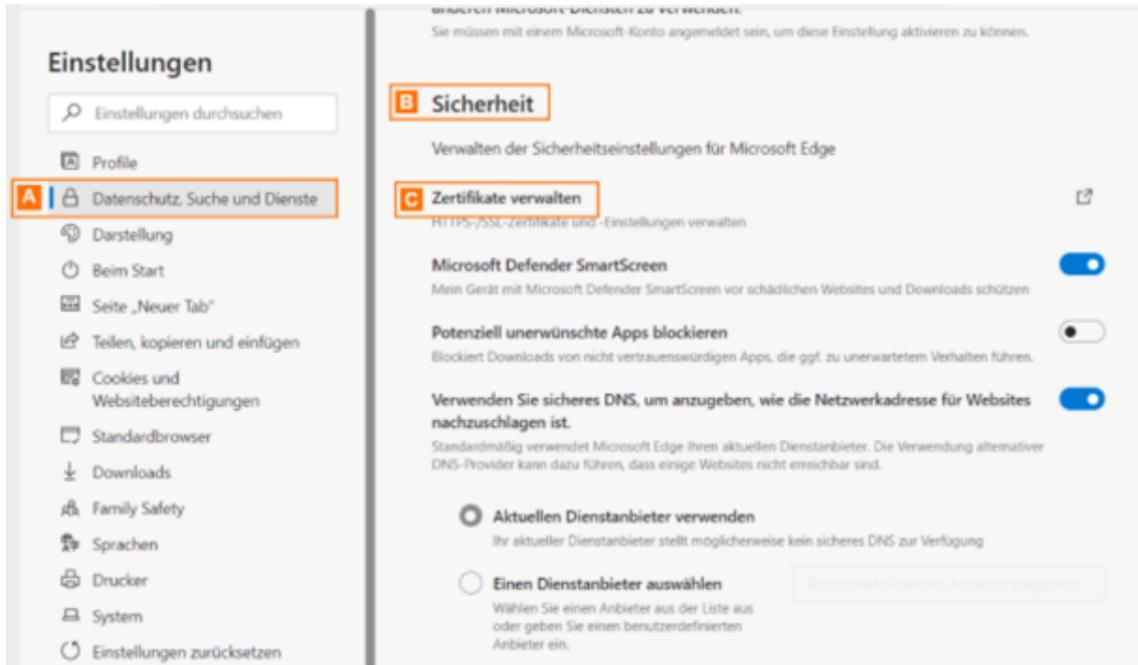 Einstellungen
Einstellungen durchsuchen
Profile
A Datenschutz, Suche und Dienste
Darstellung
Beim Start
Seite „Neuer Tab"
Teilen, kopieren und einfügen
Cookies und
Websiteberechtigungen
Standardbrowser
Downloads
Family Safety
Sprachen
Drucker
System
Einstellungen zurücksetzen
anderen Microsoft-Diensten zu verwenden.
Sie müssen mit einem Microsoft-Konto angemeldet sein, um diese Einstellung aktivieren zu können.
B Sicherheit
Verwalten der Sicherheitseinstellungen für Microsoft Edge
C Zertifikate verwalten
HTTPS-/SSL-Zertifikate und -Einstellungen verwalten
Microsoft Defender SmartScreen
Mein Gerät mit Microsoft Defender SmartScreen vor schädlichen Websites und Downloads schützen
Potenziell unerwünschte Apps blockieren
Blockiert Downloads von nicht vertrauenswürdigen Apps, die ggf. zu unerwartetem Verhalten führen.
Verwenden Sie sicheres DNS, um anzugeben, wie die Netzwerkadresse für Websites
nachzuschlagen ist.
Standardmäßig verwendet Microsoft Edge Ihren aktuellen Dienstanbieter. Die Verwendung alternativer
DNS-Provider kann dazu führen, dass einige Websites nicht erreichbar sind.
Aktuellen Dienstanbieter verwenden
Ihr aktueller Dienstanbieter stellt möglicherweise kein sicheres DNS zur Verfügung
Einen Dienstanbieter auswählen
Benutzerdefinierten Anbieter eingeben
Wählen Sie einen Anbieter aus der Liste aus
oder geben Sie einen benutzerdefinierten
Anbieter ein.